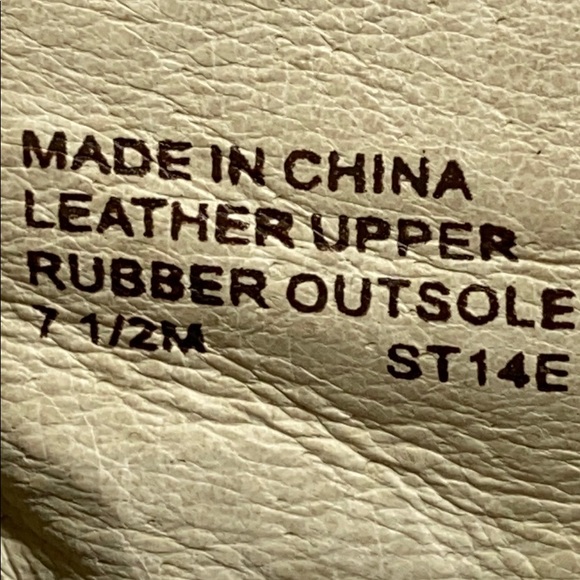 MADE IN CHINA
LEATHER UPPER
RUBBER OUTSOLE
7 1/2M ST14E